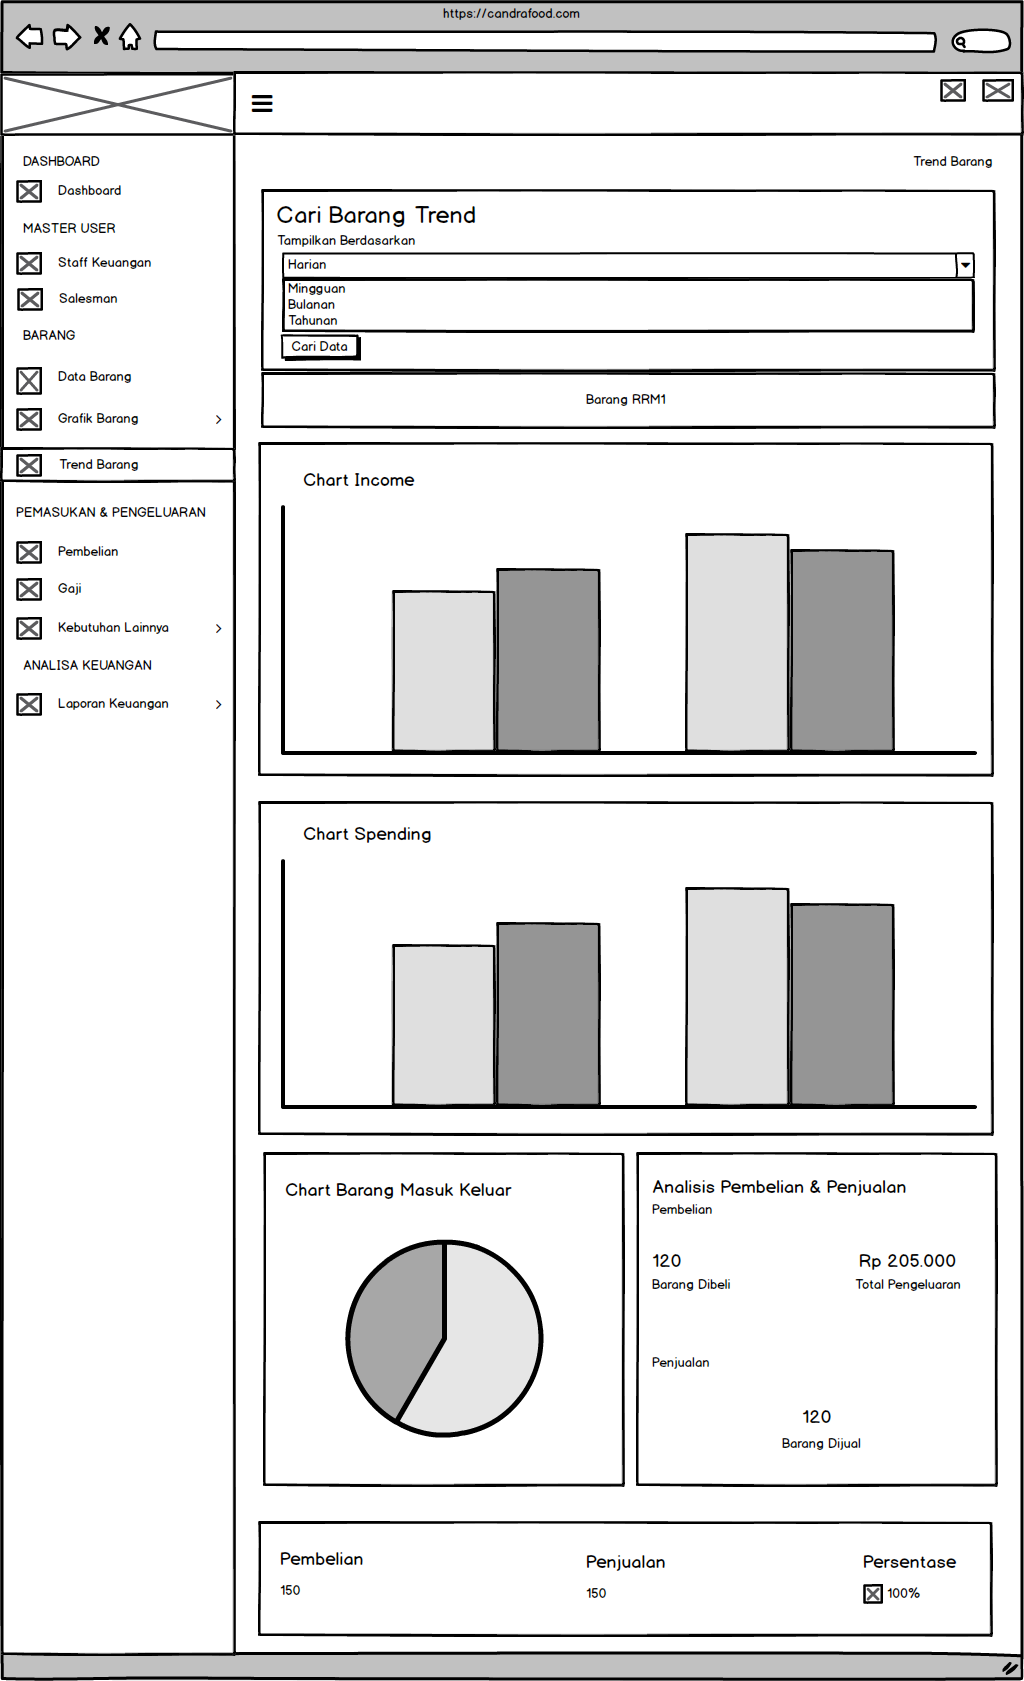 https://candrafood.com
DASHBOARD
Dashboard
MASTER USER
Staff Keuangan
Salesman
BARANG
Data Barang
Grafik Barang
Trend Barang
PEMASUKAN & PENGELUARAN
Pembelian
Gaji
Kebutuhan Lainnya
ANALISA KEUANGAN
Laporan Keuangan
Trend Barang
Cari Barang Trend
Tampilkan Berdasarkan
Harian
Mingguan
Bulanan
Tahunan
Cari Data
Barang RRM1
Chart Income
Chart Spending
Chart Barang Masuk Keluar
Analisis Pembelian & Penjualan
Pembelian
120 Rp 205.000
Barang Dibeli Total Pengeluaran
Penjualan
120
Barang Dijual
Pembelian Penjualan Persentase
150 150 100%